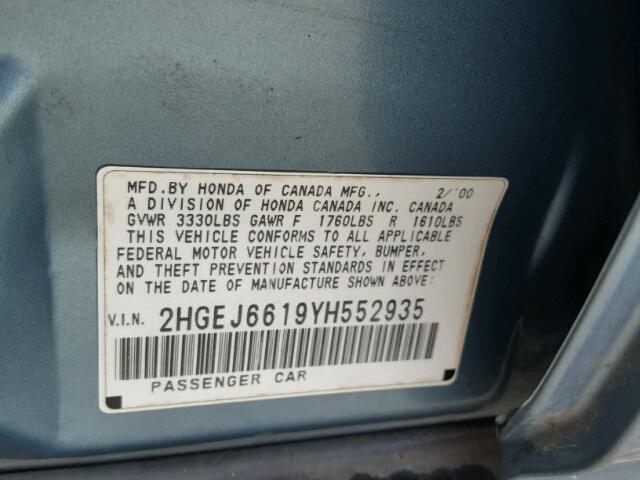 MFD. BY HONDA OF CANADA MFG., 2/'00
A DIVISION OF HONDA CANADA INC. CANADA
GVWR 3330LBS GAWR F 1760LBS R 1610LBS
THIS VEHICLE CONFORMS TO ALL APPLICABLE
FEDERAL MOTOR VEHICLE SAFETY, BUMPER,
AND THEFT PREVENTION STANDARDS IN EFFECT
ON THE DATE OF MANUFACTURE SHOWN ABOVE:
V.I.N. 2HGEJ6619YH552935
PASSENGER CAR